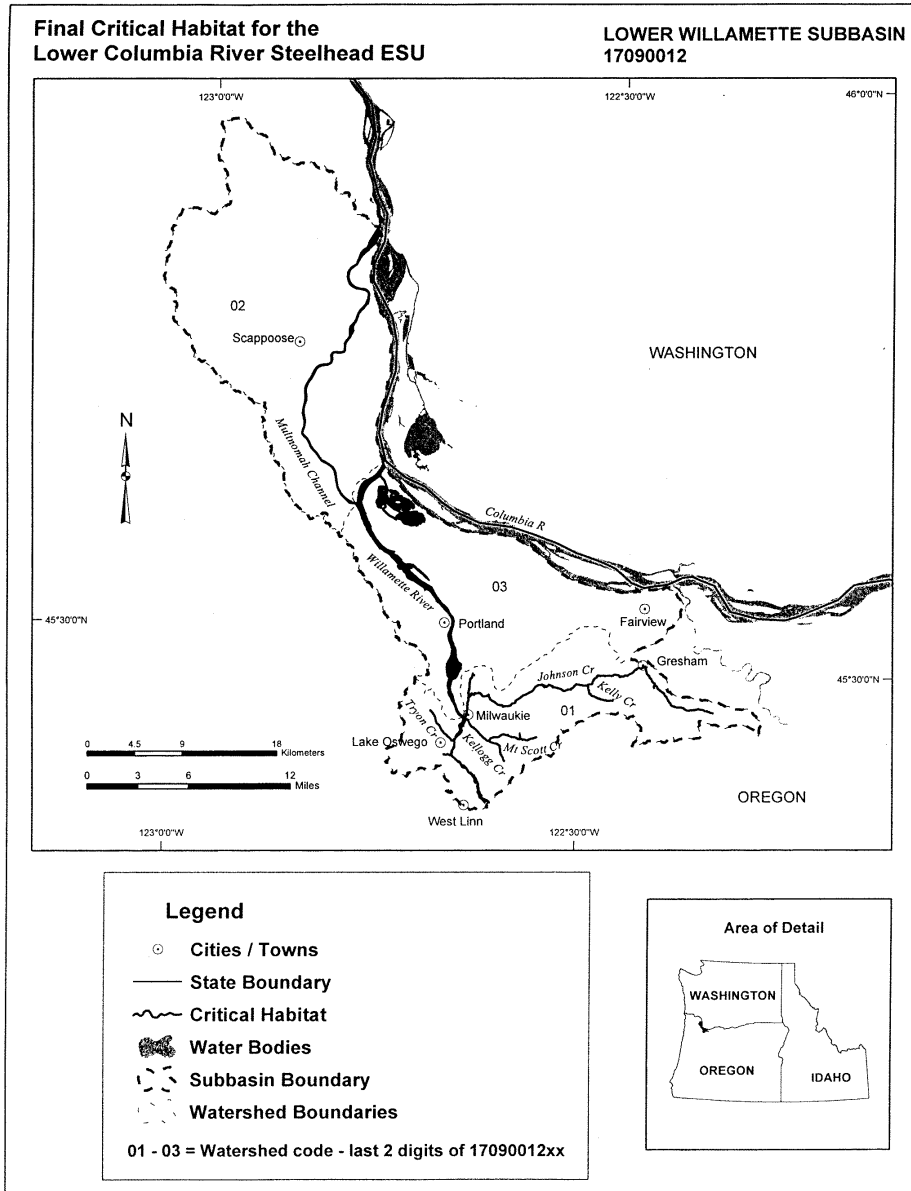 Final Critical Habitat for the
Lower Columbia River Steelhead ESU
LOWER WILLAMETTE SUBBASIN
17090012
123°0'0"W
122°30'0"W
46°0'0"N
02
Scappoose
WASHINGTON
N
Multnomah Channel
Columbia R
Willamette River
03
45°30'0"N
Portland
Fairview
Gresham
Johnson Cr
45°30'0"N
Kelly Cr
01
Milwaukie
Tryon Cr
Lake Oswego
Kellogg Cr
Mt Scott Cr
0 4.5 9 18
Kilometers
0 3 6 12
Miles
OREGON
West Linn
123°0'0"W
122°30'0"W
Legend
Cities / Towns
State Boundary
Critical Habitat
Water Bodies
Subbasin Boundary
Watershed Boundaries
01 - 03 = Watershed code - last 2 digits of 17090012xx
Area of Detail
WASHINGTON
OREGON
IDAHO